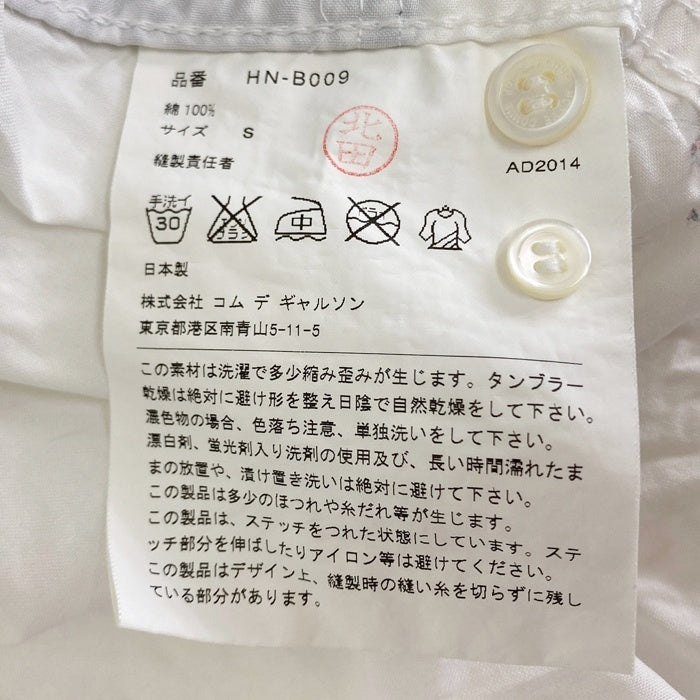 品番 HN-B009
綿100%
サイズ S
北田
縫製責任者
AD2014
手洗イ
30 エンソサラシ 中 ドライ
日本製
株式会社 コム デ ギャルソン
東京都港区南青山5-11-5
この素材は洗濯で多少縮み歪みが生じます。タンブラー
乾燥は絶対に避け形を整え日陰で自然乾燥をして下さい。
濃色物の場合、色落ち注意、単独洗いをして下さい。
漂白剤、蛍光剤入り洗剤の使用及び、長い時間濡れたま
まの放置や、漬け置き洗いは絶対に避けて下さい。
この製品は多少のほつれや糸だれ等が生じます。
この製品は、ステッチをつれた状態にしています。ステ
ッチ部分を伸ばしたりアイロン等は避けてください。
この製品はデザイン上、縫製時の縫い糸を切らずに残し
ている部分があります。